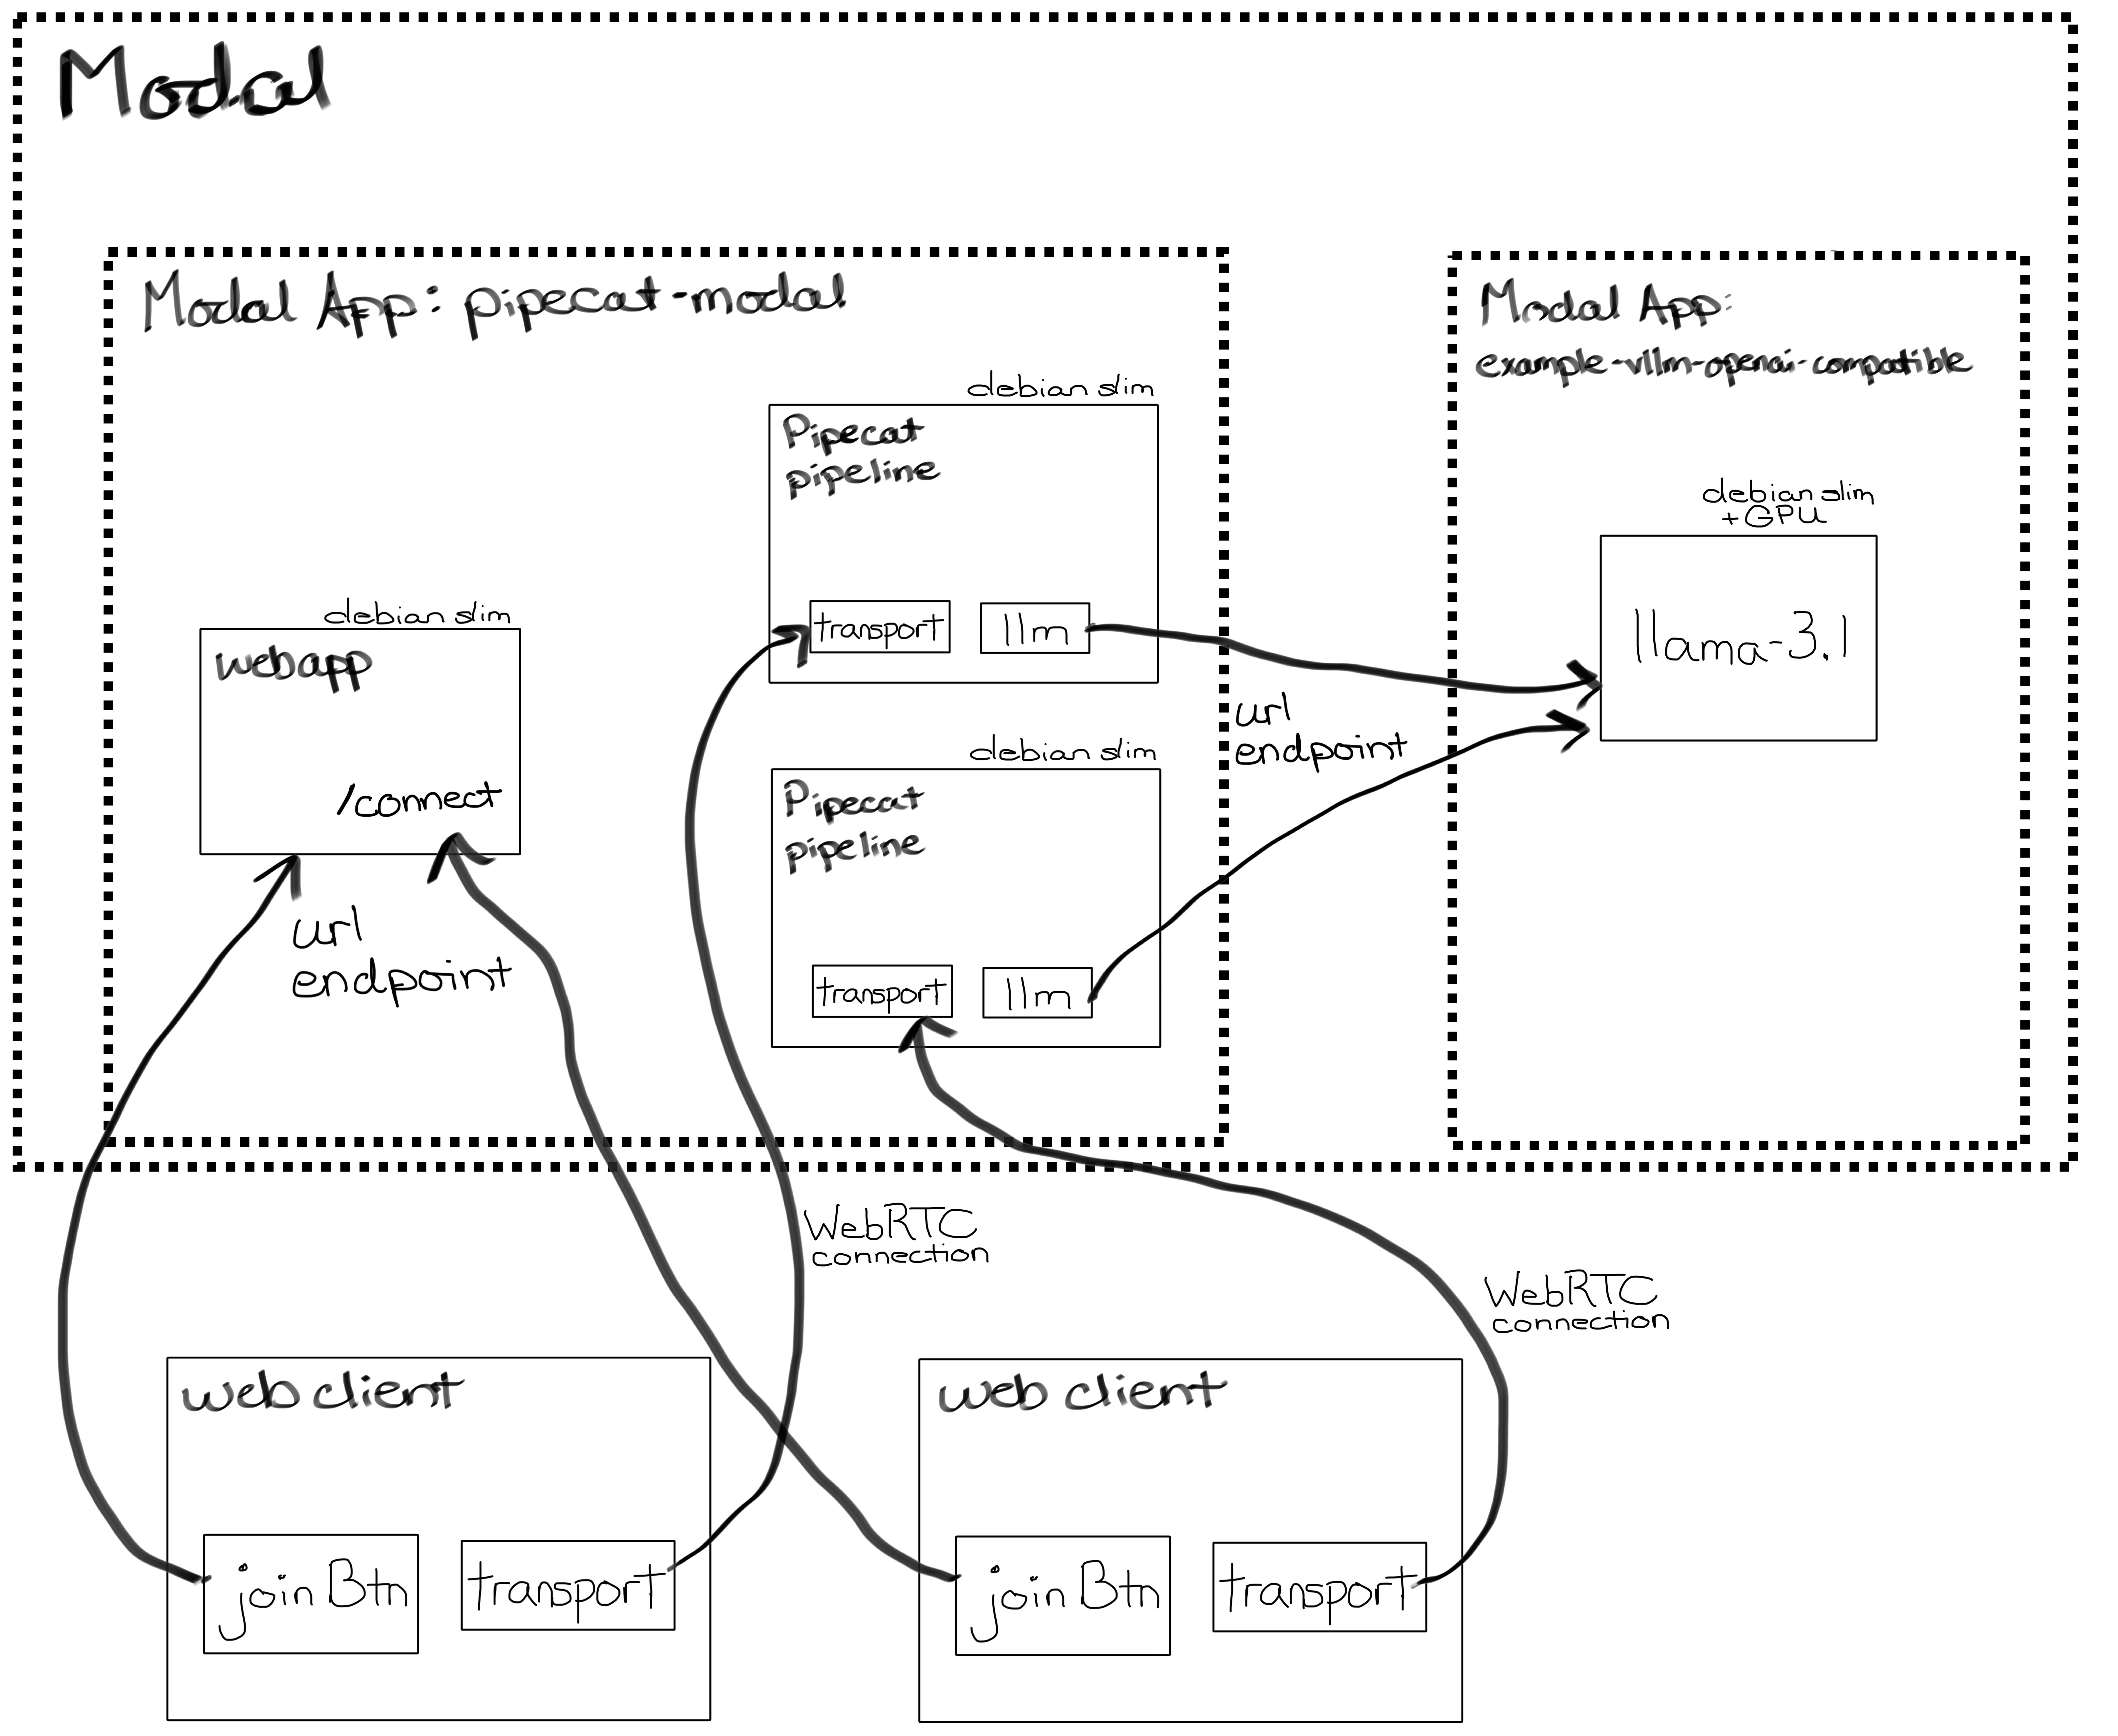 Modal
Modal App: pipecat-modal
Modal App:
example-vllm-openai-compatible
debian slim
Pipecat
pipeline
transport
llm
debian slim
+ GPU
llama-3.1
debian slim
webapp
/connect
url
endpoint
url
endpoint
debian slim
Pipecat
pipeline
transport
llm
WebRTC
connection
WebRTC
connection
web client
join Btn
transport
web client
join Btn
transport